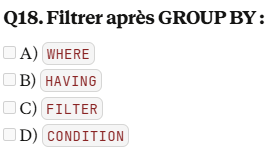 Q18. Filtrer après GROUP BY :
A) WHERE
B) HAVING
C) FILTER
D) CONDITION